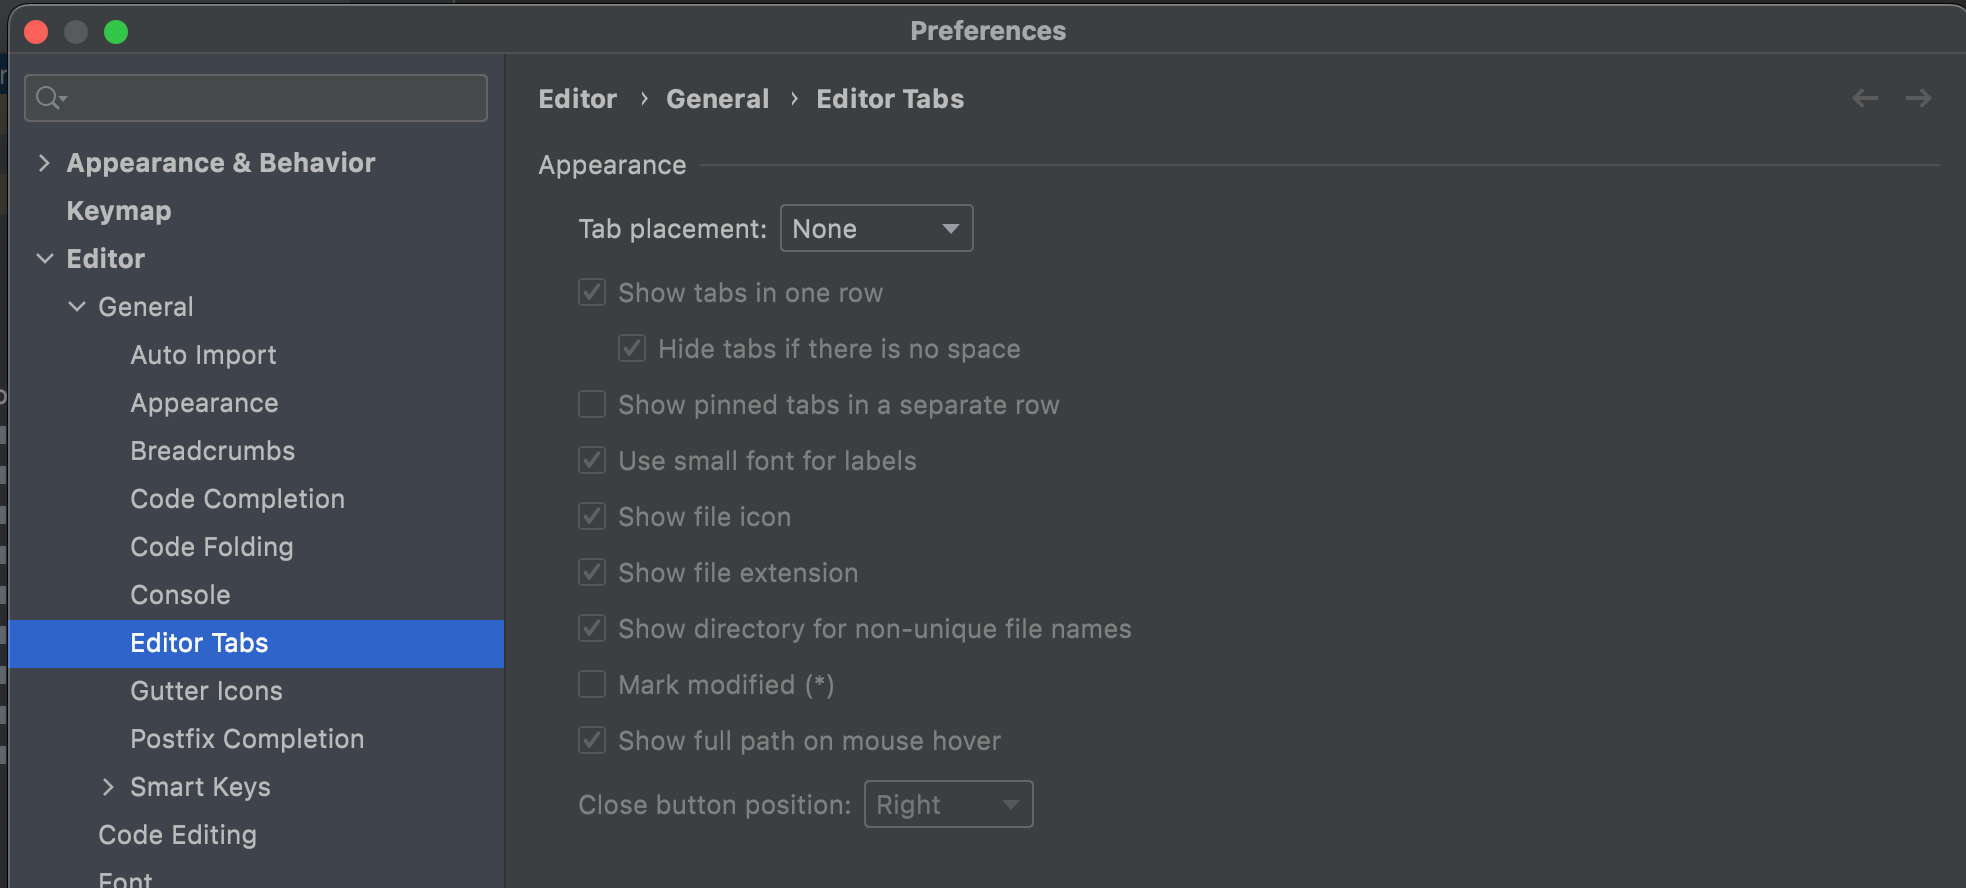 Preferences
Appearance & Behavior
Keymap
Editor
General
Auto Import
Appearance
Breadcrumbs
Code Completion
Code Folding
Console
Editor Tabs
Gutter Icons
Postfix Completion
Smart Keys
Code Editing
Font
Editor › General › Editor Tabs
Appearance
Tab placement: None
Show tabs in one row
Hide tabs if there is no space
Show pinned tabs in a separate row
Use small font for labels
Show file icon
Show file extension
Show directory for non-unique file names
Mark modified (*)
Show full path on mouse hover
Close button position: Right